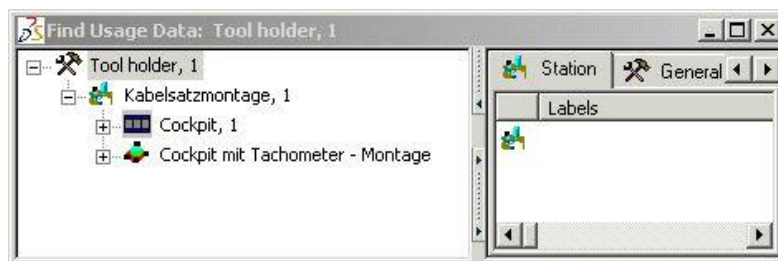 Find Usage Data: Tool holder, 1
Tool holder, 1
Kabelsatzmontage, 1
Cockpit, 1
Cockpit mit Tachometer - Montage
Station
General
Labels